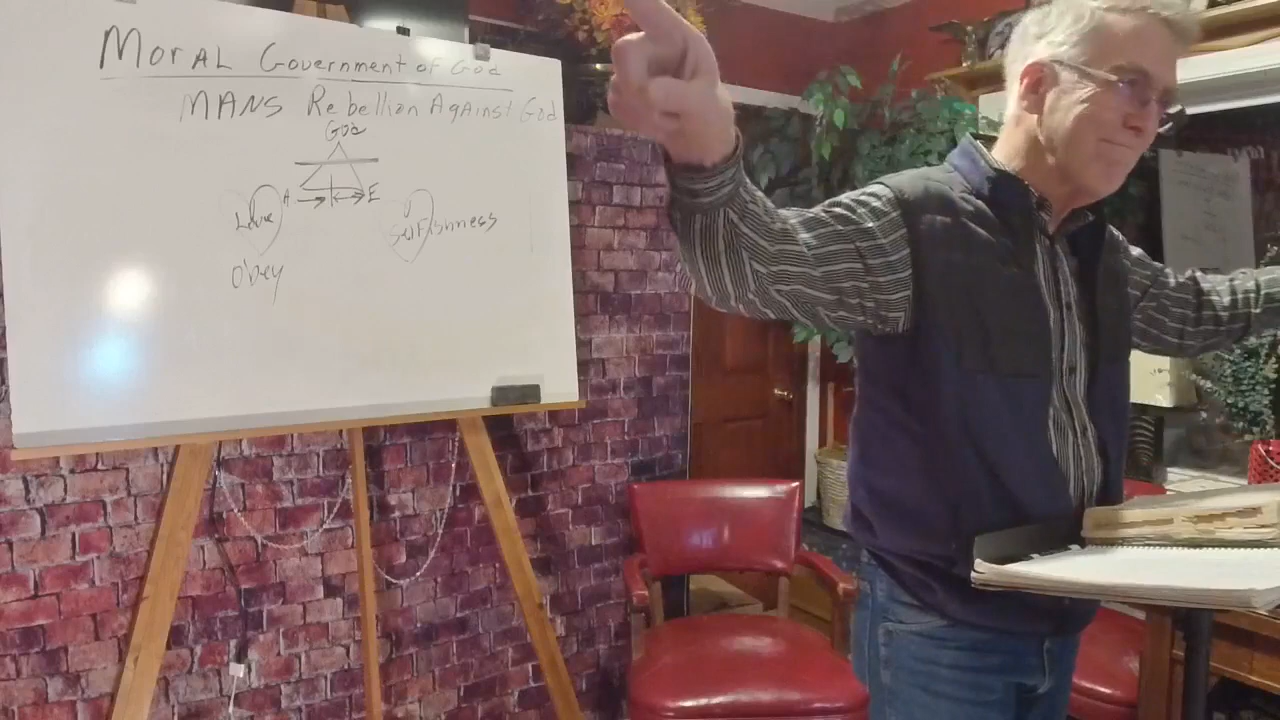 MorAL Government of God
MANS Rebellion Against God
God
A E
Love Selfishness
Obey